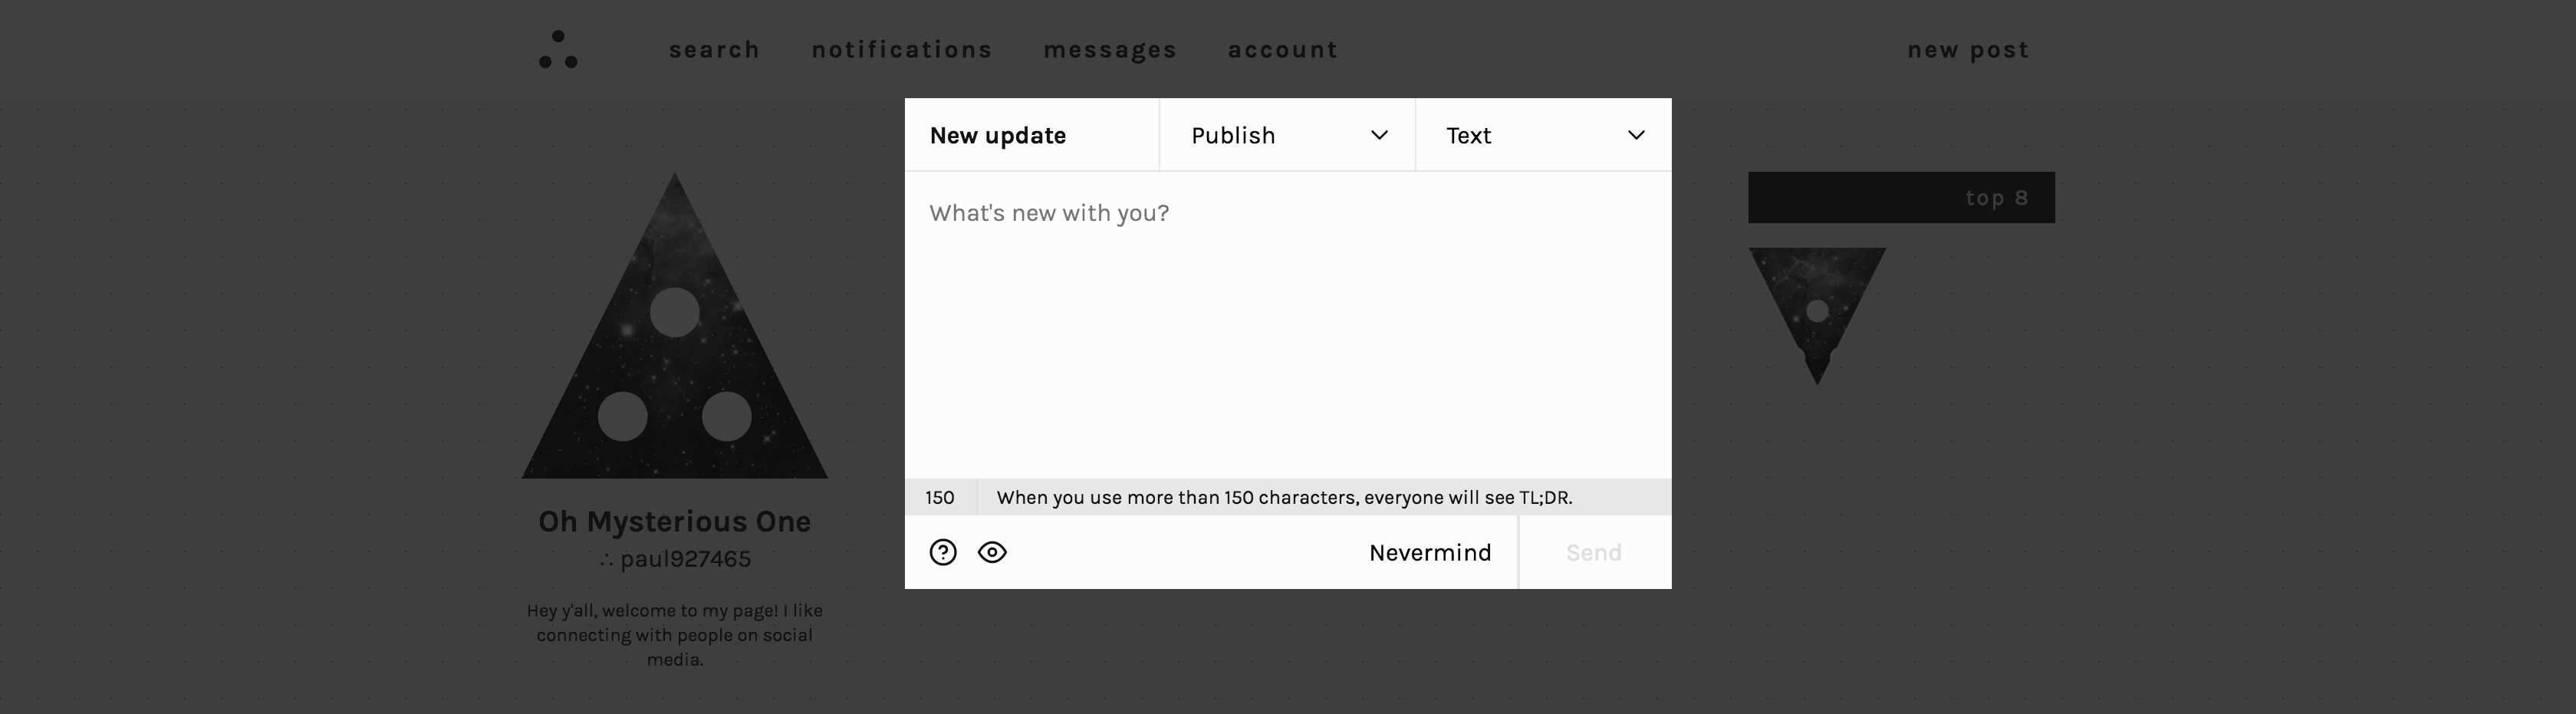 search notifications messages account new post
New update Publish Text
What's new with you?
top 8
150 When you use more than 150 characters, everyone will see TL;DR.
Nevermind Send
Oh Mysterious One
∴ paul927465
Hey y'all, welcome to my page! I like
connecting with people on social
media.